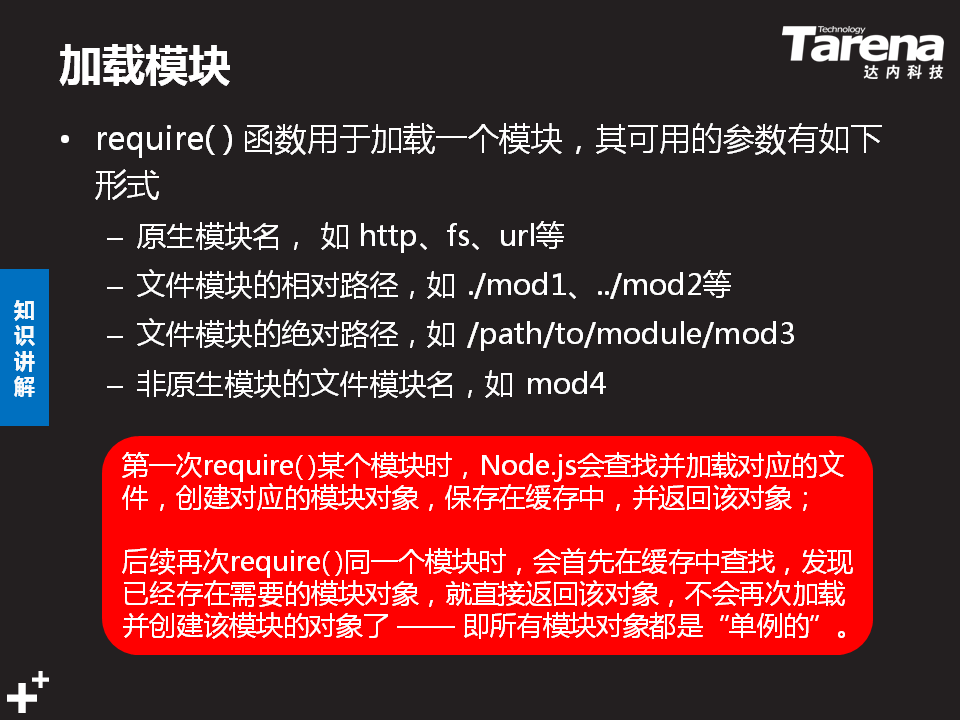 加载模块
Technology
Tarena
达内科技
• require( ) 函数用于加载一个模块，其可用的参数有如下
形式
– 原生模块名， 如 http、fs、url等
– 文件模块的相对路径，如 ./mod1、../mod2等
– 文件模块的绝对路径，如 /path/to/module/mod3
– 非原生模块的文件模块名，如 mod4
知
识
讲
解
第一次require( )某个模块时，Node.js会查找并加载对应的文
件，创建对应的模块对象，保存在缓存中，并返回该对象；
后续再次require( )同一个模块时，会首先在缓存中查找，发现
已经存在需要的模块对象，就直接返回该对象，不会再次加载
并创建该模块的对象了 —— 即所有模块对象都是“单例的”。